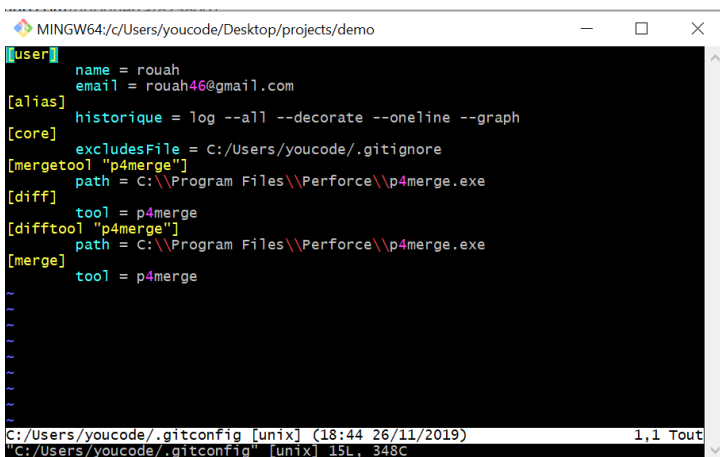 MINGW64:/c/Users/youcode/Desktop/projects/demo
[user]
name = rouah
email = rouah46@gmail.com
[alias]
historique = log --all --decorate --oneline --graph
[core]
excludesFile = C:/Users/youcode/.gitignore
[mergetool "p4merge"]
path = C:\\Program Files\\Perforce\\p4merge.exe
[diff]
tool = p4merge
[difftool "p4merge"]
path = C:\\Program Files\\Perforce\\p4merge.exe
[merge]
tool = p4merge
~
~
~
~
~
~
~
~
~
C:/Users/youcode/.gitconfig [unix] (18:44 26/11/2019) 1,1 Tout
"C:/Users/youcode/.gitconfig" [unix] 15L, 348C